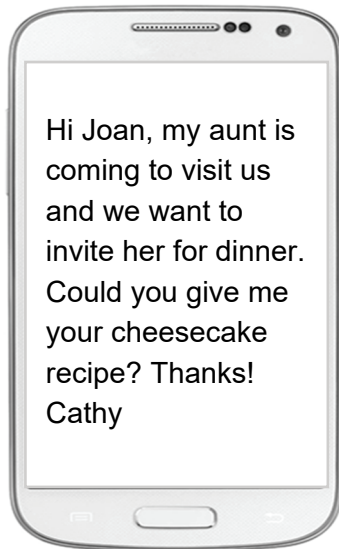 Hi Joan, my aunt is
coming to visit us
and we want to
invite her for dinner.
Could you give me
your cheesecake
recipe? Thanks!
Cathy